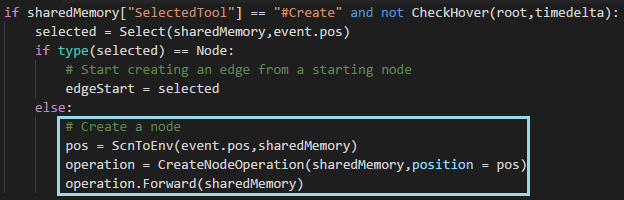 if sharedMemory["SelectedTool"] == "#Create" and not CheckHover(root,timedelta):
    selected = Select(sharedMemory,event.pos)
    if type(selected) == Node:
        # Start creating an edge from a starting node
        edgeStart = selected
    else:
        # Create a node
        pos = ScnToEnv(event.pos,sharedMemory)
        operation = CreateNodeOperation(sharedMemory,position = pos)
        operation.Forward(sharedMemory)